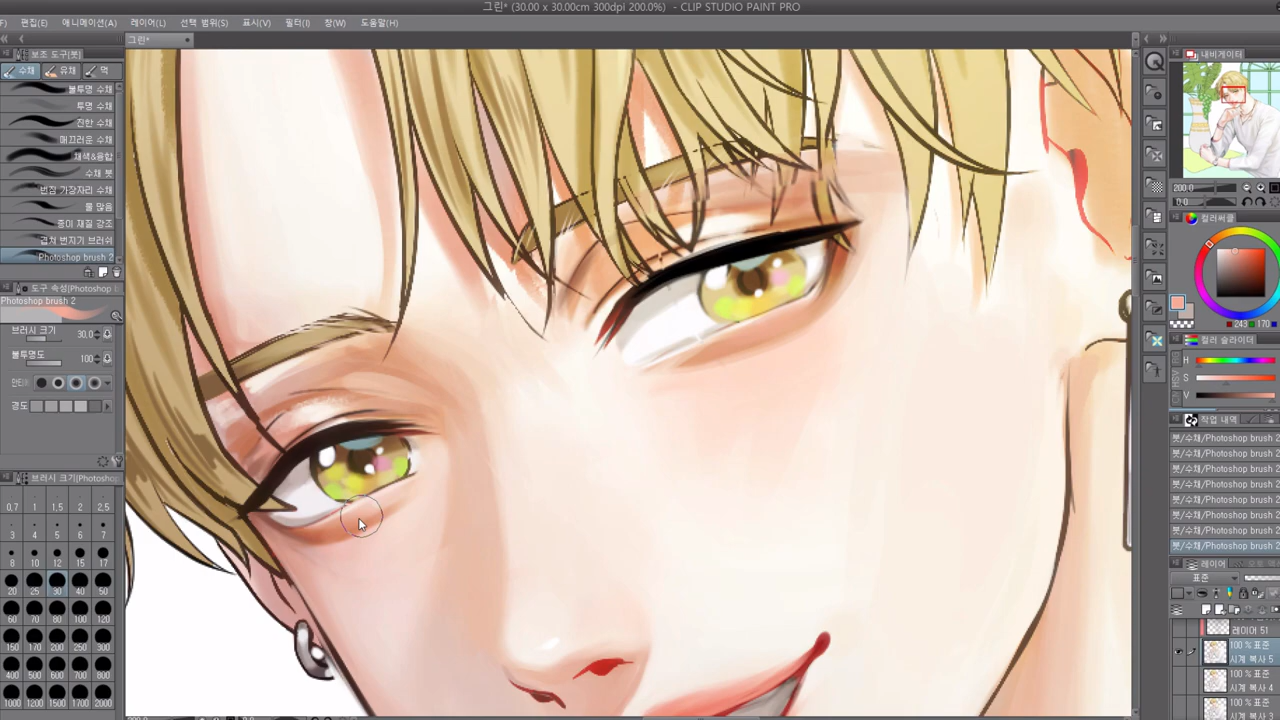 그린* (30.00 x 30.00cm 300dpi 200.0%) - CLIP STUDIO PAINT PRO
F) 편집(E) 애니메이션(A) 레이어(L) 선택 범위(S) 표시(V) 필터(I) 창(W) 도움말(H)
그린*
보조 도구(붓)
수채 유채 먹
불투명 수채
투명 수채
진한 수채
매끄러운 수채
채색&융합
수채 붓
번짐 가장자리 수채
물 많음
종이 재질 강조
겹쳐 번지기 브러쉬
Photoshop brush 2
도구 속성(Photoshop b
Photoshop brush 2
브러시 크기 30.0
불투명도 100
경도
브러시 크기(Photoshop
0.7 1 1.5 2 2.5
3 4 5 6 7
8 10 12 15 17
20 25 30 40 50
60 70 80 100 120
150 170 200 250 300
400 500 600 700 800
1000 1200 1500 1700 2000
내비게이터
200.0
0.0
컬러써클
243 170
컬러 슬라이더
H
S
V
작업 내역
붓/수채/Photoshop brush 2
붓/수채/Photoshop brush 2
붓/수채/Photoshop brush 2
붓/수채/Photoshop brush 2
붓/수채/Photoshop brush 2
붓/수채/Photoshop brush 2
붓/수채/Photoshop brush 2
붓/수채/Photoshop brush 2
레이어
표준
레이어 51
100 % 표준
시계 복사 5
100 % 표준
시계 복사 4
100 % 표준
시계 복사 3